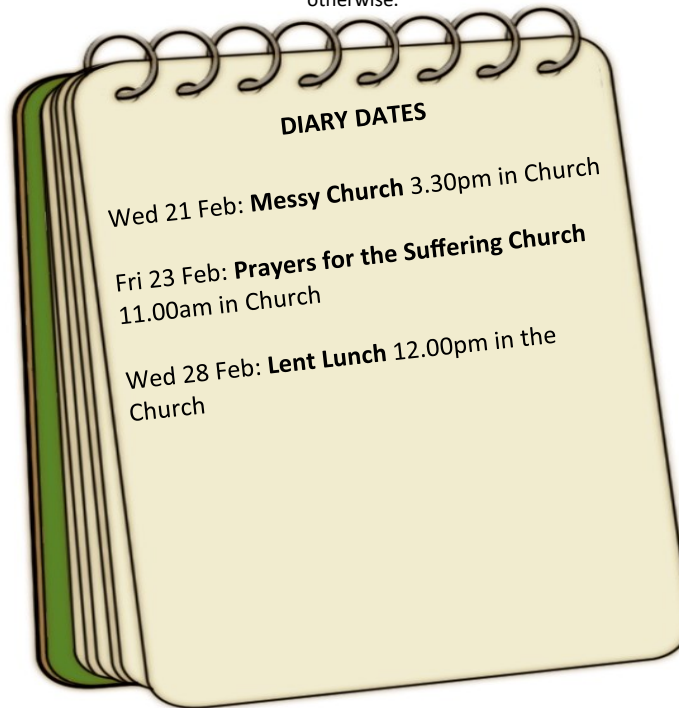 otherwise.
DIARY DATES
Wed 21 Feb: Messy Church 3.30pm in Church
Fri 23 Feb: Prayers for the Suffering Church
11.00am in Church
Wed 28 Feb: Lent Lunch 12.00pm in the
Church